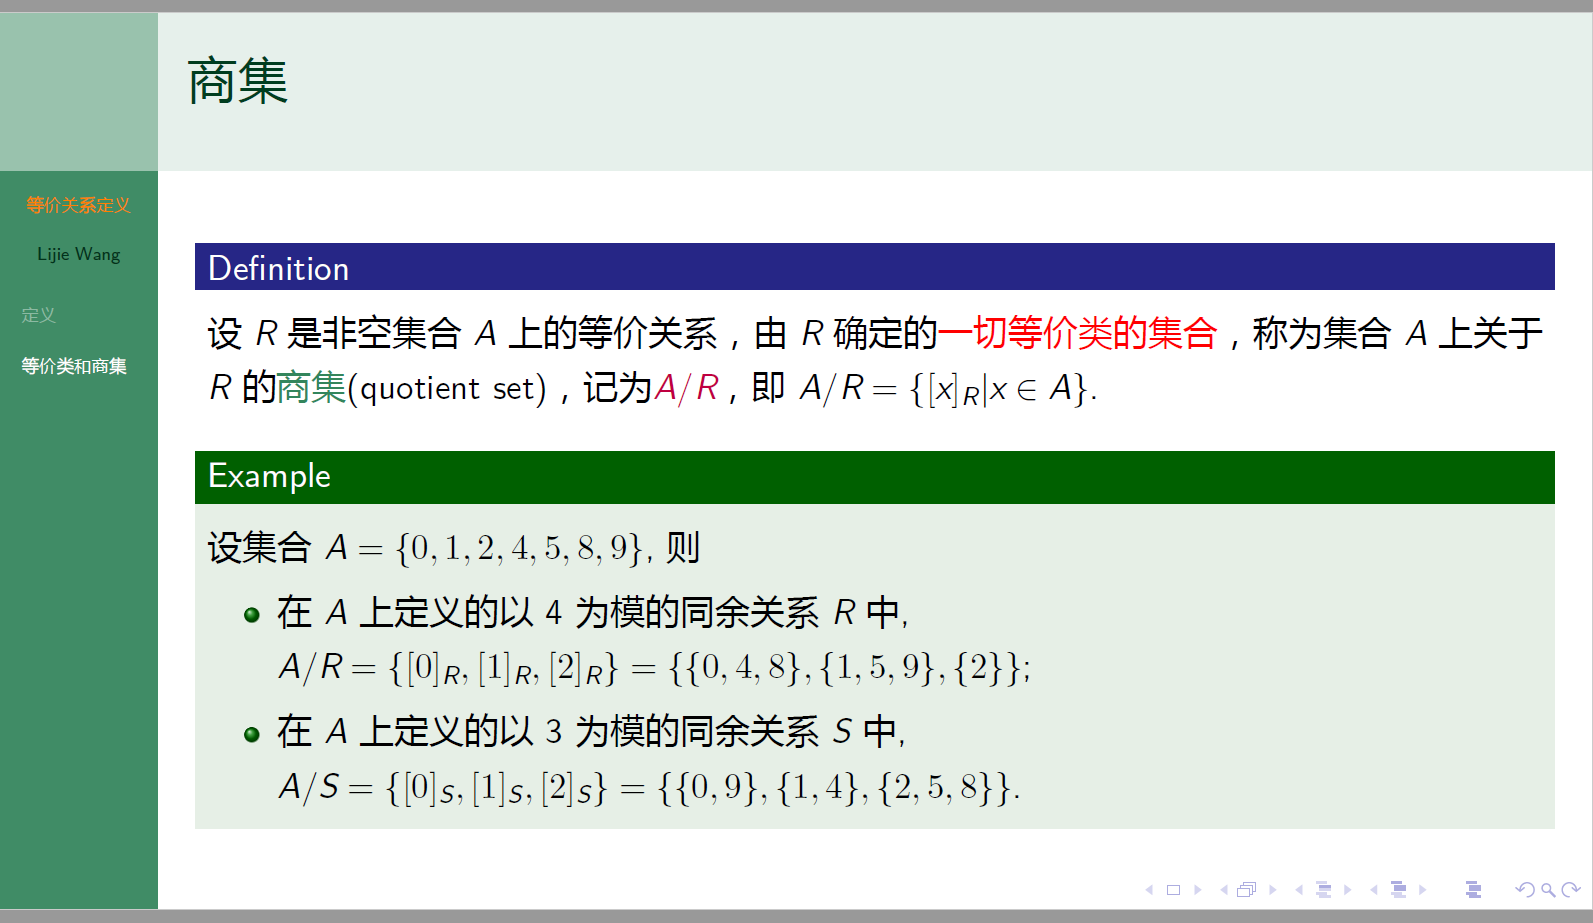 商集
等价关系定义
Lijie Wang
定义
等价类和商集
Definition
设 R 是非空集合 A 上的等价关系，由 R 确定的一切等价类的集合，称为集合 A 上关于
R 的商集(quotient set)，记为A/R，即 A/R = {[x]_R|x ∈ A}.
Example
设集合 A = {0, 1, 2, 4, 5, 8, 9}, 则
在 A 上定义的以 4 为模的同余关系 R 中,
A/R = {[0]_R, [1]_R, [2]_R} = {{0, 4, 8}, {1, 5, 9}, {2}};
在 A 上定义的以 3 为模的同余关系 S 中,
A/S = {[0]_S, [1]_S, [2]_S} = {{0, 9}, {1, 4}, {2, 5, 8}}.